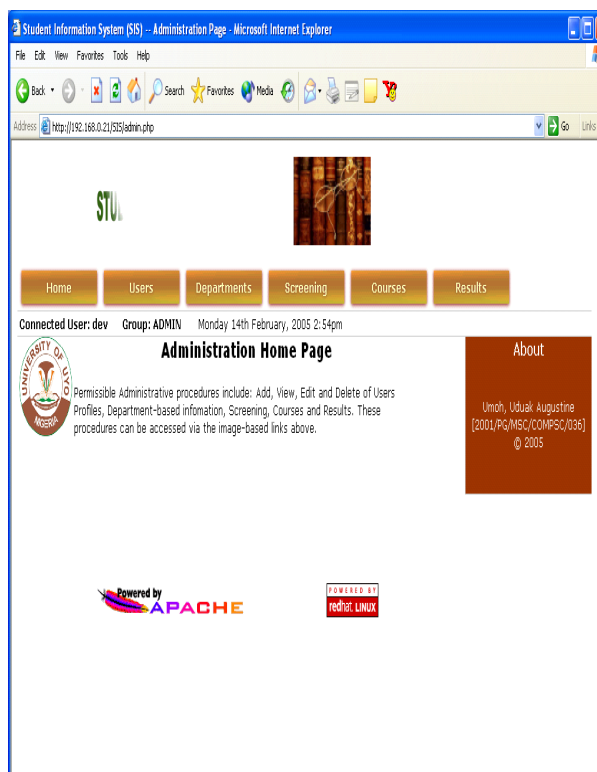 Student Information System (SIS) -- Administration Page - Microsoft Internet Explorer
File Edit View Favorites Tools Help
Back Search Favorites Media
Address http://192.168.0.21/SIS/admin.php Go Links
STU
Home Users Departments Screening Courses Results
Connected User: dev Group: ADMIN Monday 14th February, 2005 2:54pm
UNIVERSITY OF UYO
NIGERIA
Administration Home Page
Permissible Administrative procedures include: Add, View, Edit and Delete of Users
Profiles, Department-based infomation, Screening, Courses and Results. These
procedures can be accessed via the image-based links above.
About
Umoh, Uduak Augustine
[2001/PG/MSC/COMPSC/036]
© 2005
Powered by
APACHE
POWERED BY
redhat LINUX